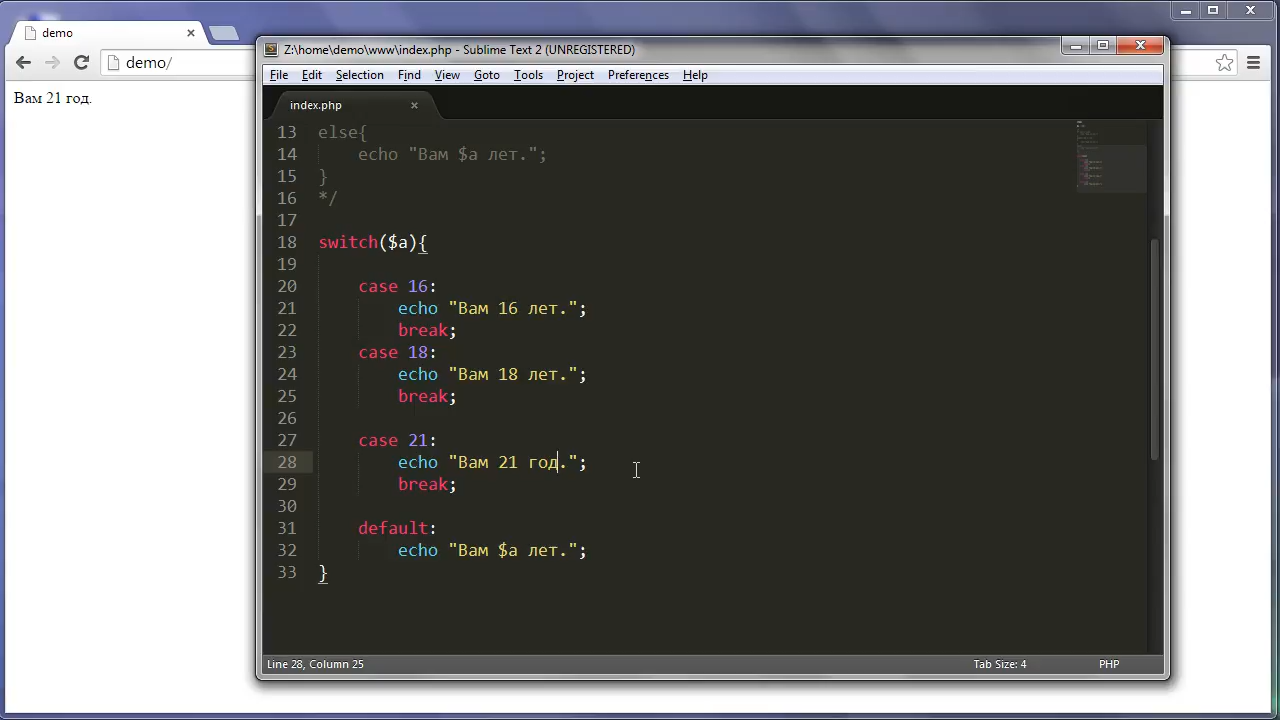 demo
demo/
Вам 21 год.
Z:\home\demo\www\index.php - Sublime Text 2 (UNREGISTERED)
File Edit Selection Find View Goto Tools Project Preferences Help
index.php
13 else{
14 echo "Вам $a лет.";
15 }
16 */
17
18 switch($a){
19
20 case 16:
21 echo "Вам 16 лет.";
22 break;
23 case 18:
24 echo "Вам 18 лет.";
25 break;
26
27 case 21:
28 echo "Вам 21 год.";
29 break;
30
31 default:
32 echo "Вам $a лет.";
33 }
Line 28, Column 25
Tab Size: 4
PHP